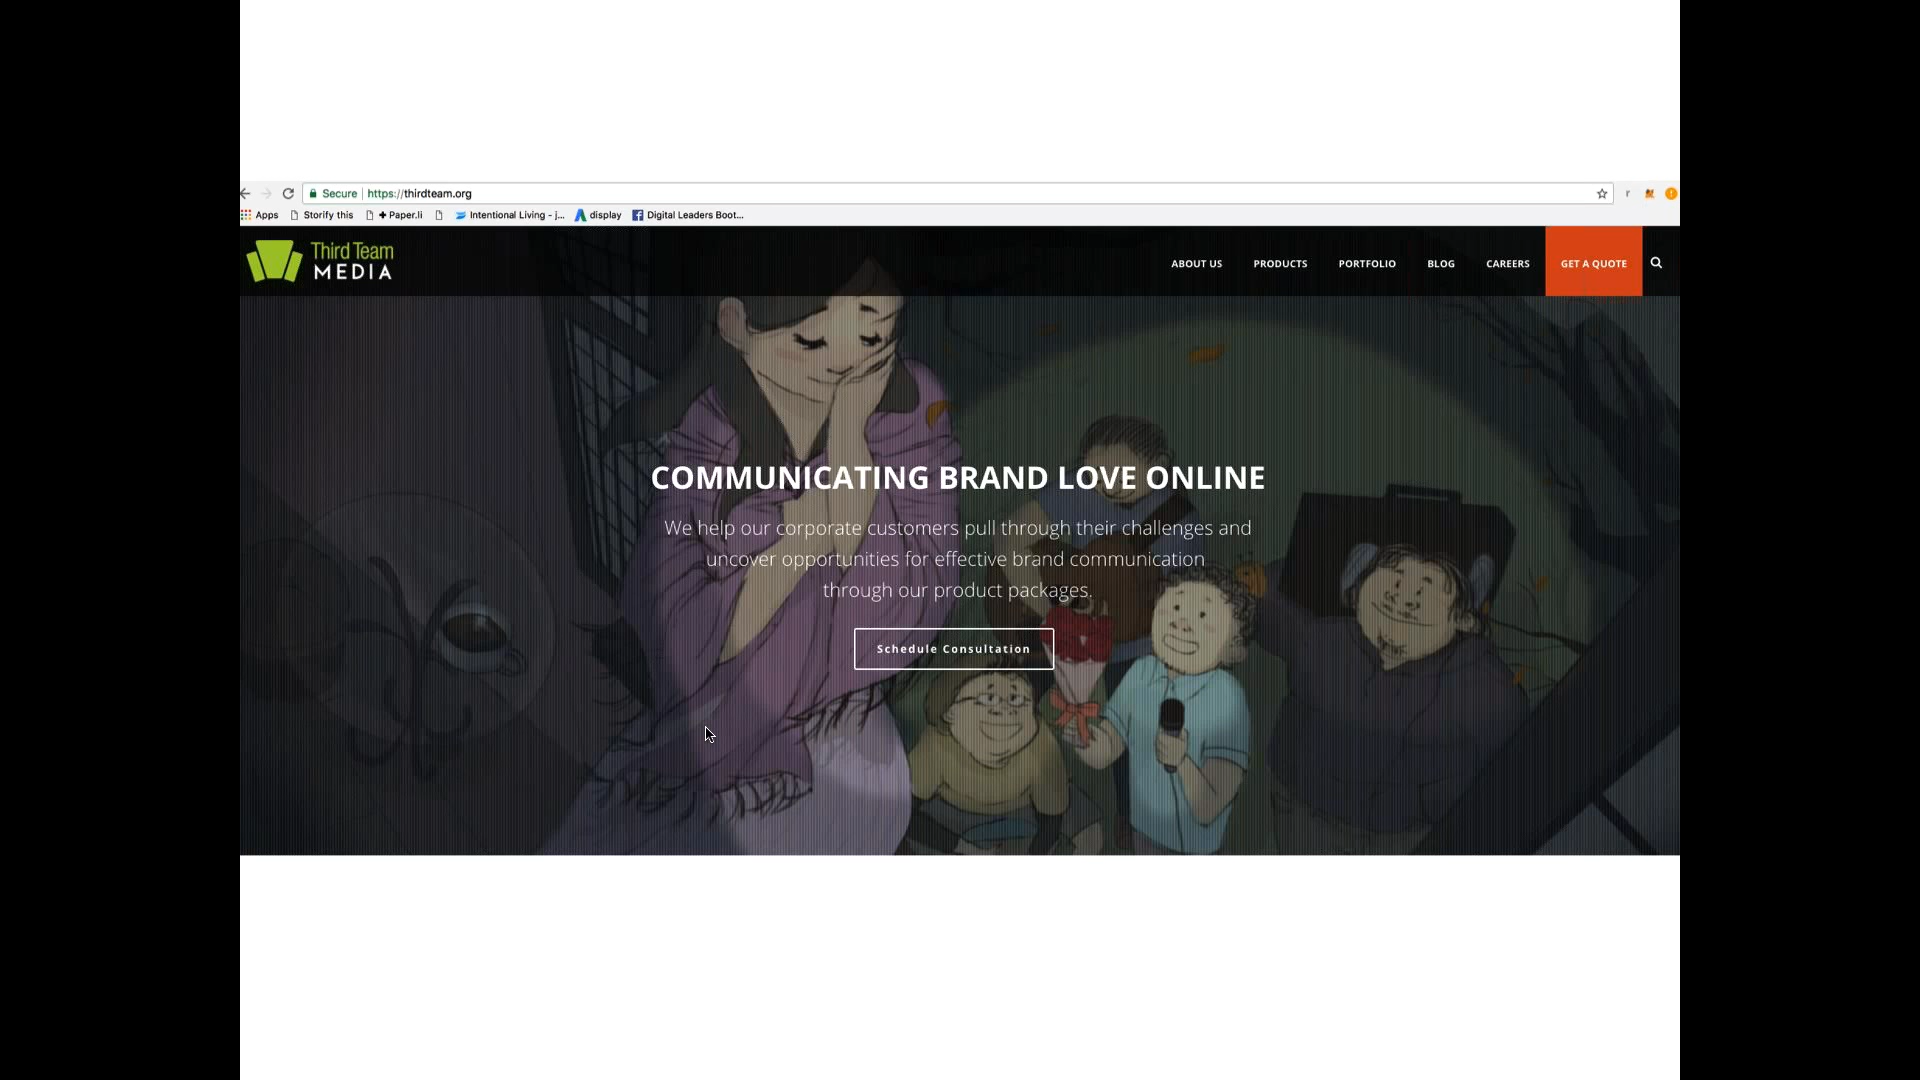 Secure https://thirdteam.org
Apps Storify this + Paper.li Intentional Living - j... display Digital Leaders Boot...
Third Team
MEDIA
ABOUT US PRODUCTS PORTFOLIO BLOG CAREERS GET A QUOTE
COMMUNICATING BRAND LOVE ONLINE
We help our corporate customers pull through their challenges and
uncover opportunities for effective brand communication
through our product packages.
Schedule Consultation